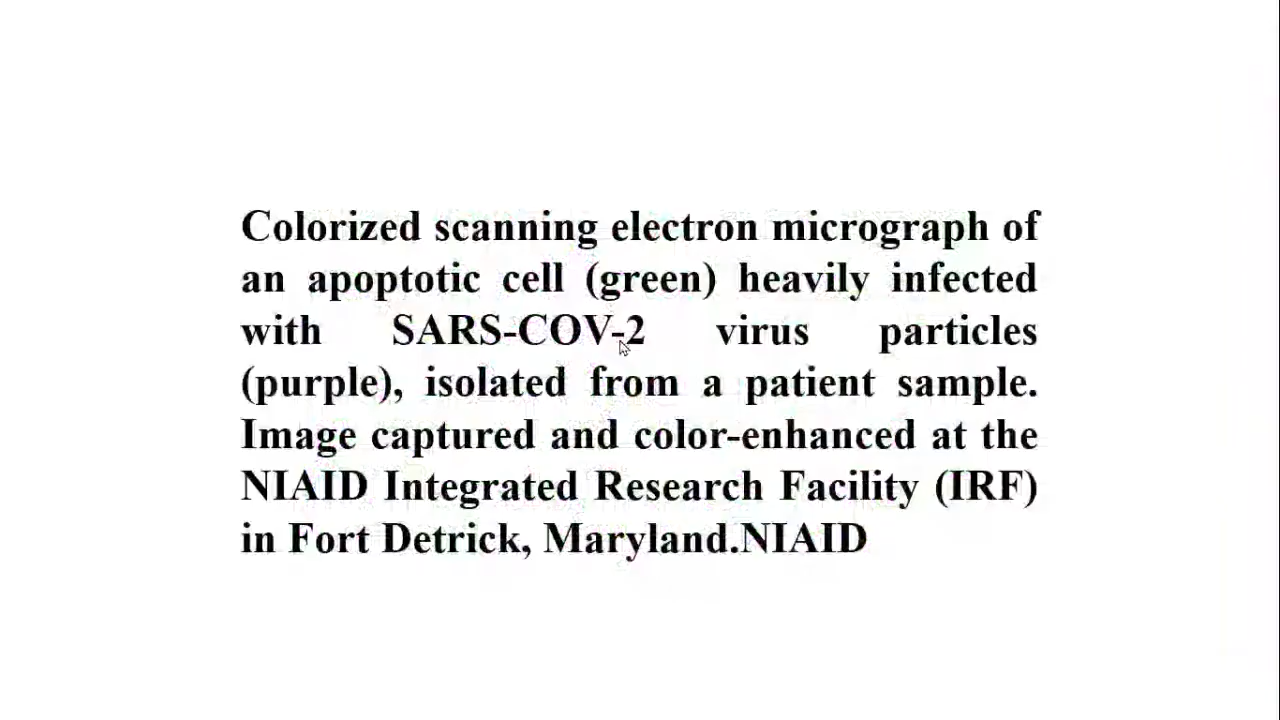 Colorized scanning electron micrograph of
an apoptotic cell (green) heavily infected
with SARS-COV-2 virus particles
(purple), isolated from a patient sample.
Image captured and color-enhanced at the
NIAID Integrated Research Facility (IRF)
in Fort Detrick, Maryland.NIAID